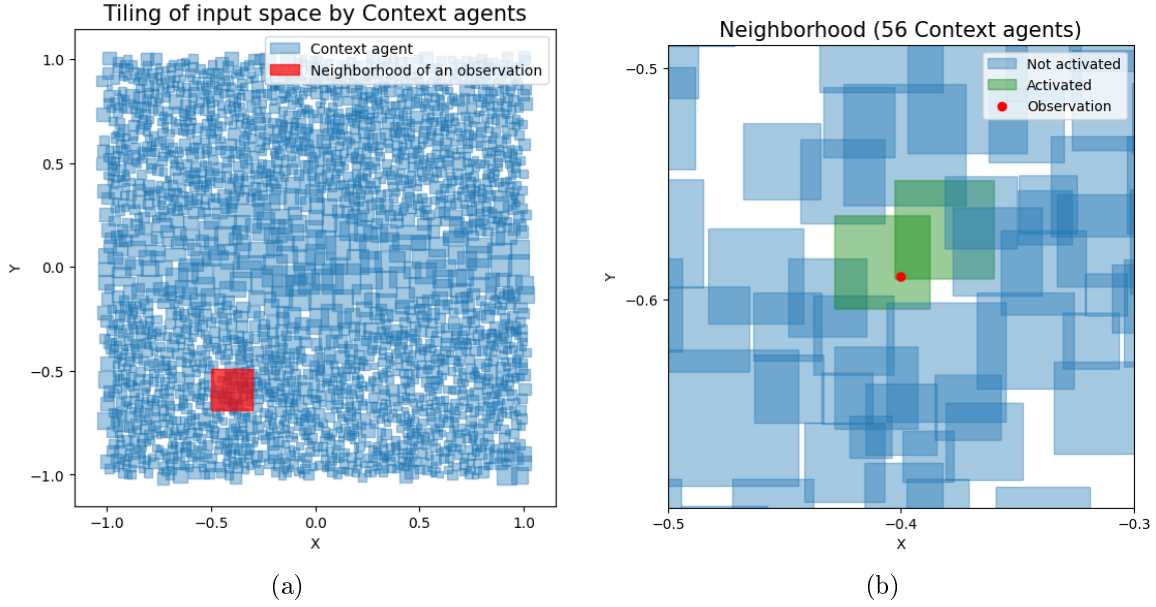 Tiling of input space by Context agents
Context agent
Neighborhood of an observation
1.0
0.5
0.0
−0.5
−1.0
Y
−1.0 −0.5 0.0 0.5 1.0
X
(a)
Neighborhood (56 Context agents)
Not activated
Activated
Observation
−0.5
−0.6
Y
−0.5 −0.4 −0.3
X
(b)